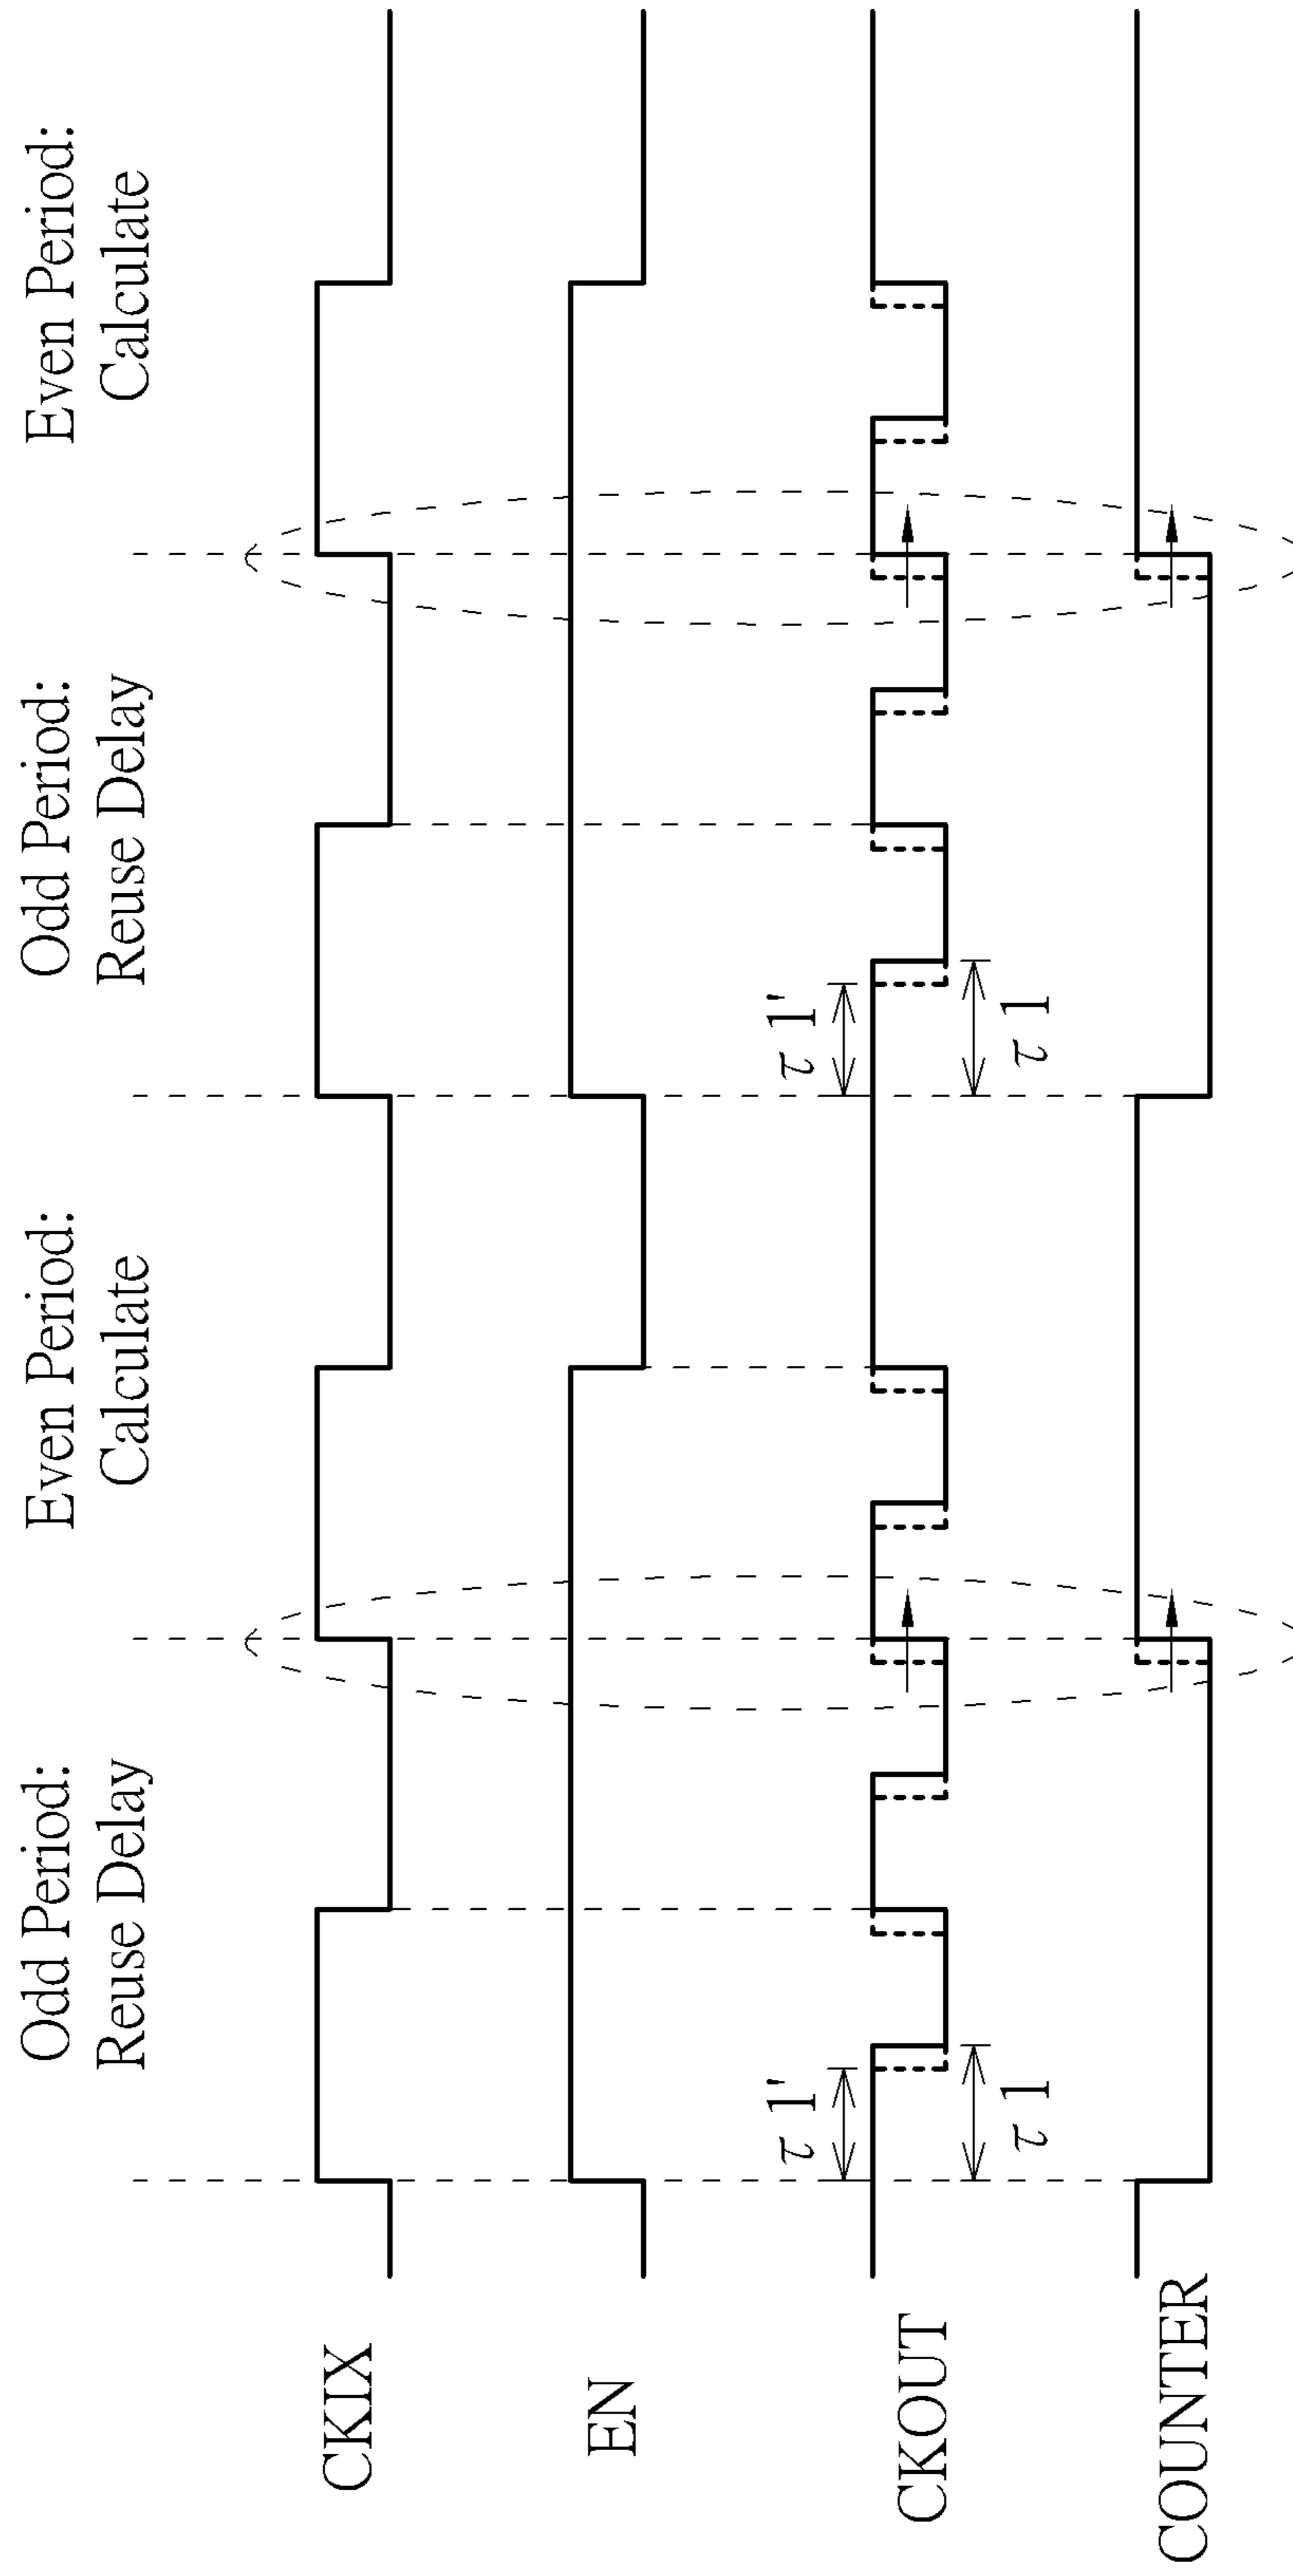 Odd Period:
Reuse Delay
Even Period:
Calculate
Odd Period:
Reuse Delay
Even Period:
Calculate
CKIX
EN
τ 1'
τ 1'
CKOUT
τ 1
τ 1
COUNTER